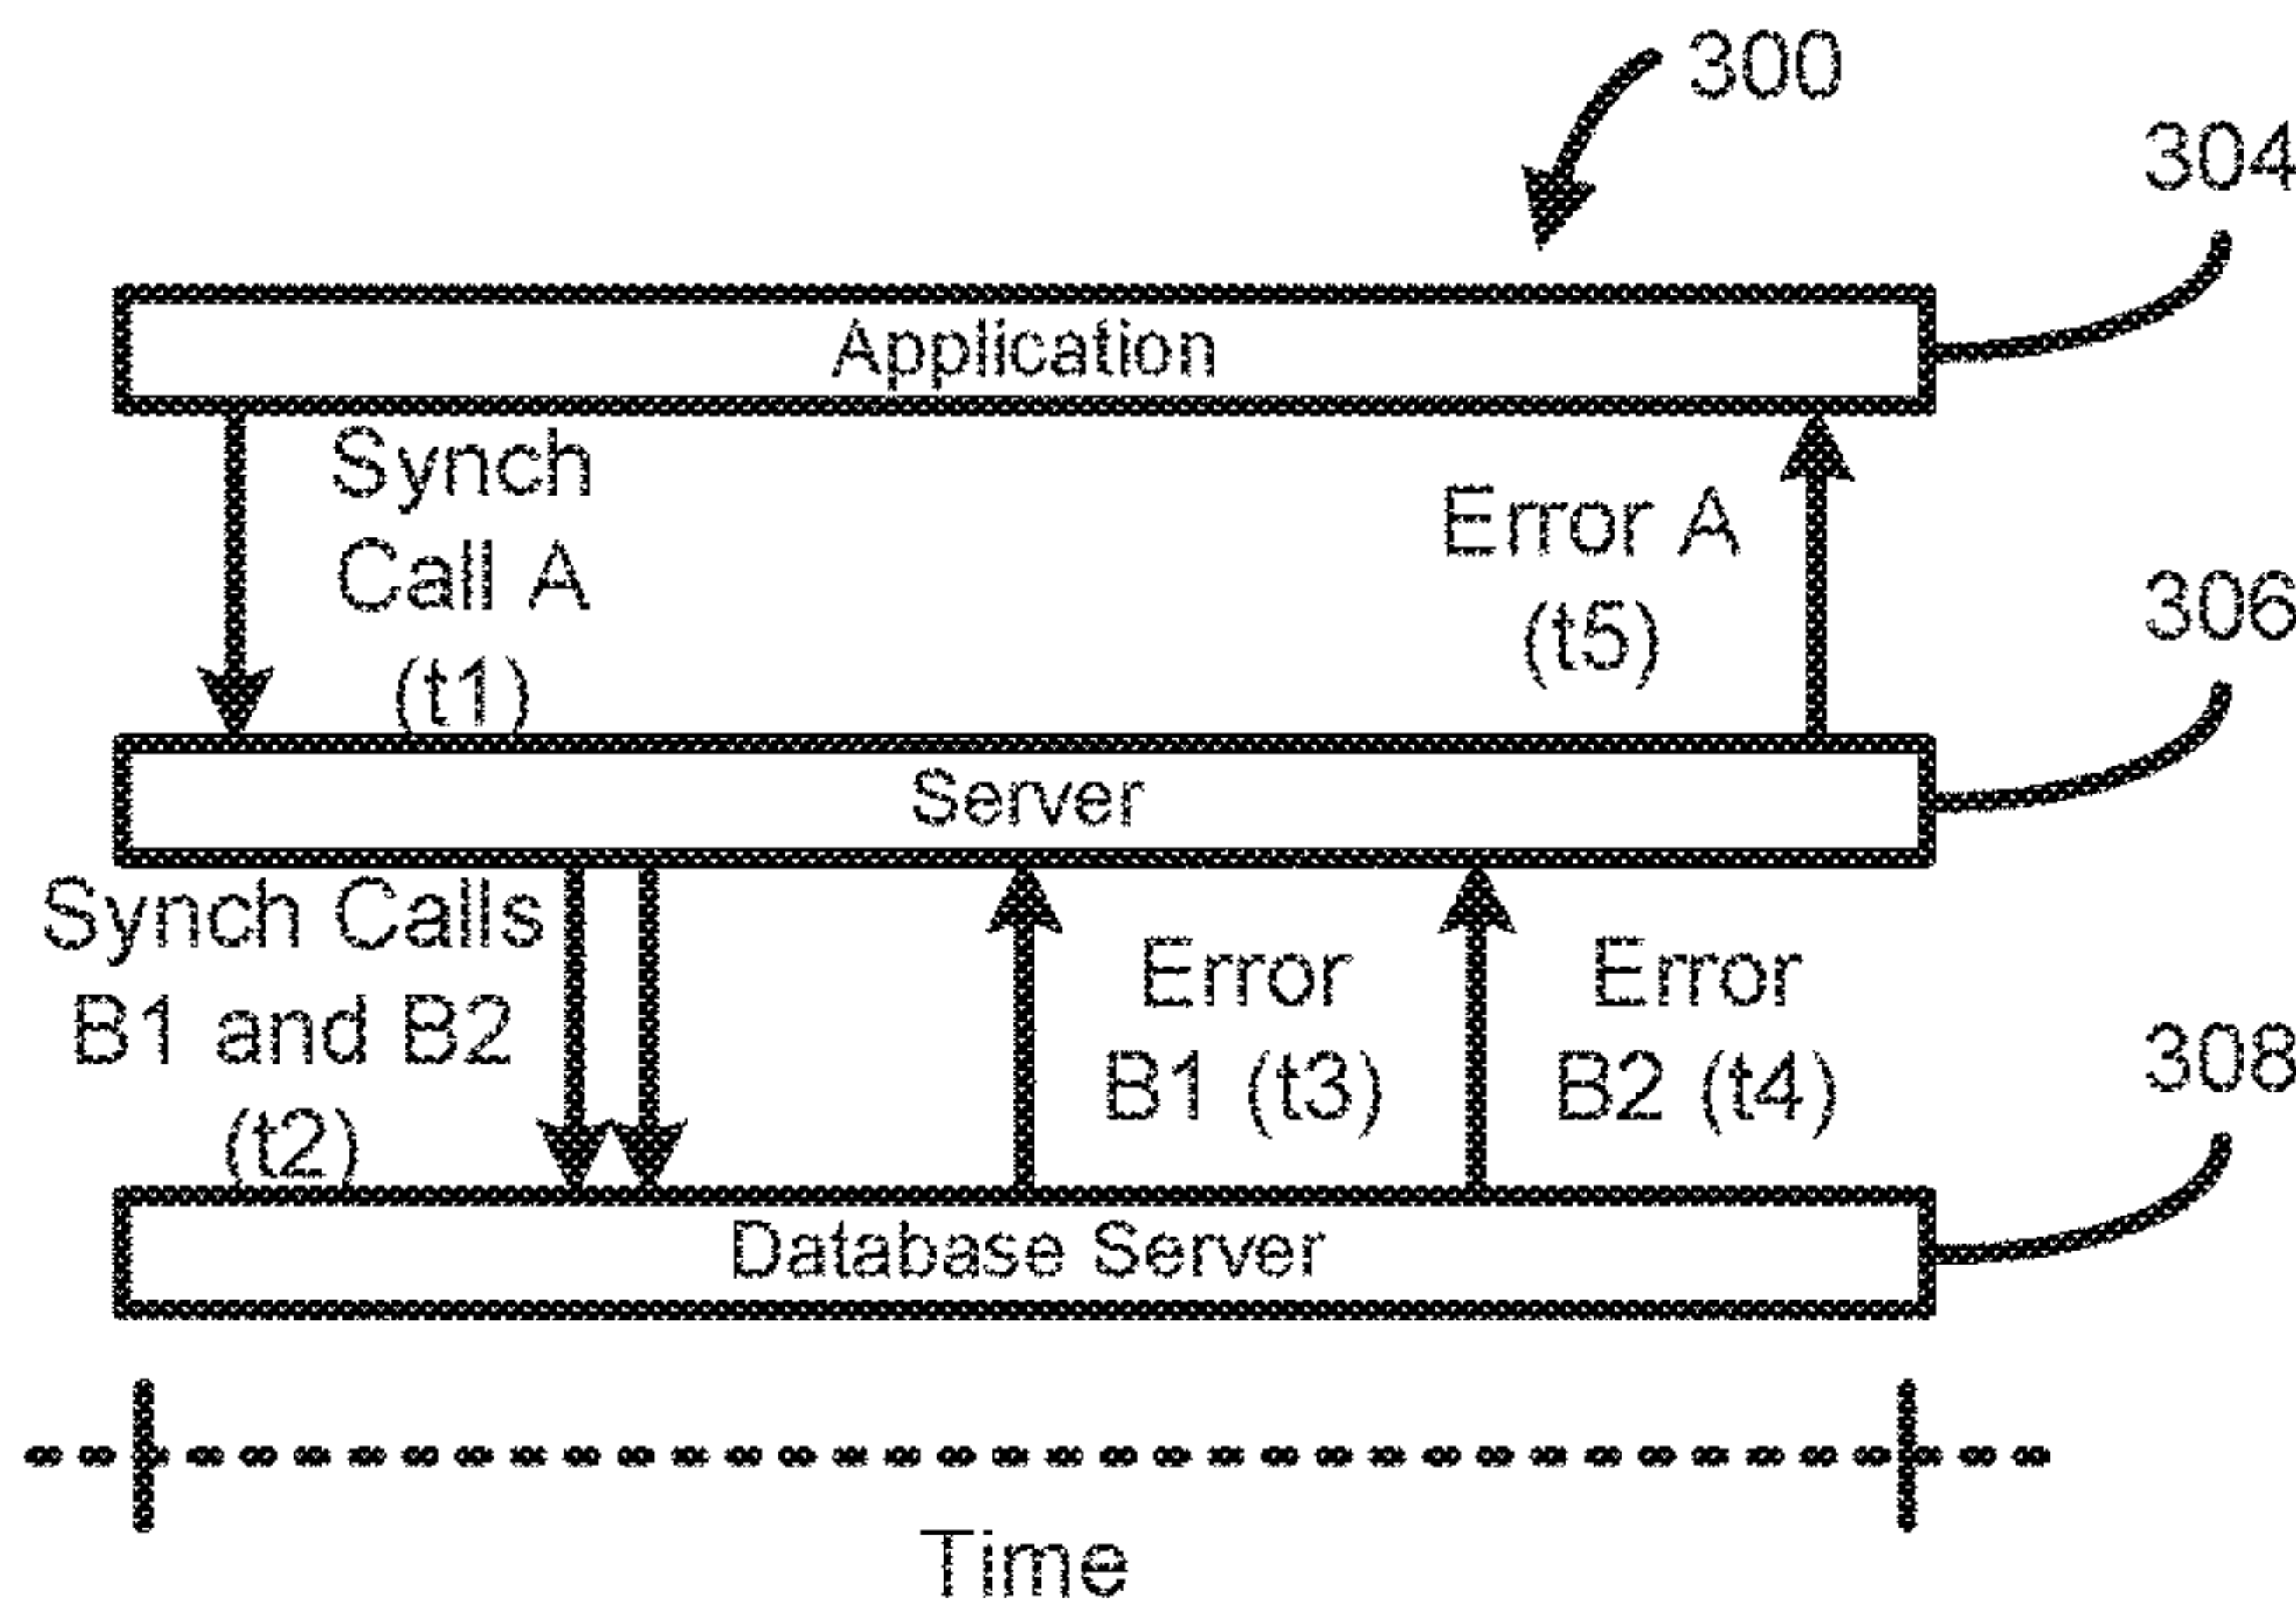 300
304
Application
Synch
Call A
(t1)
Error A
(t5)
306
Server
Synch Calls
B1 and B2
(t2)
Error
B1 (t3)
Error
B2 (t4)
308
Database Server
Time